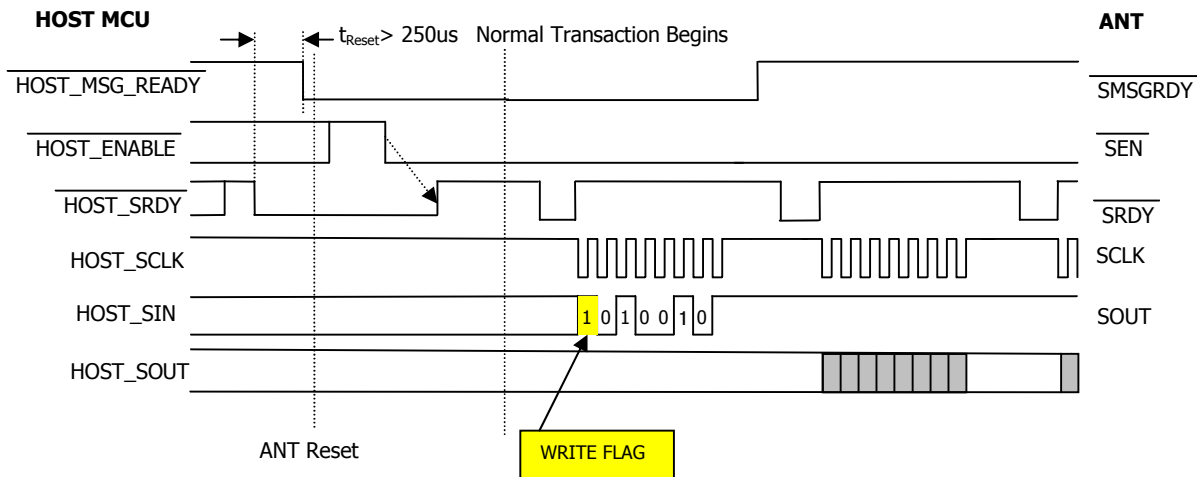 HOST MCU
ANT
tReset> 250us Normal Transaction Begins
HOST_MSG_READY
SMSGRDY
HOST_ENABLE
SEN
HOST_SRDY
SRDY
HOST_SCLK
SCLK
HOST_SIN
1 0 1 0 0 1 0
SOUT
HOST_SOUT
ANT Reset
WRITE FLAG